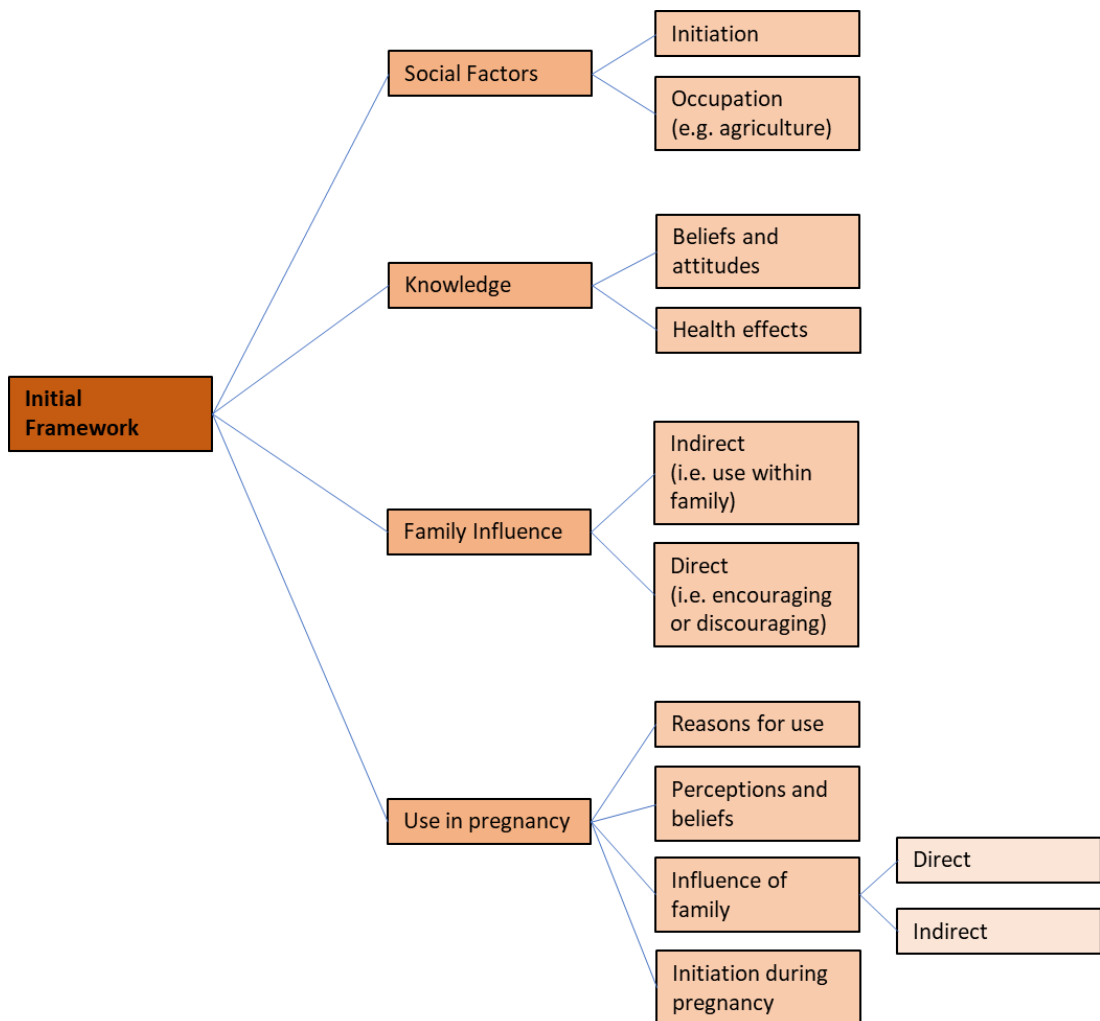 Initial
Framework
Social Factors
Initiation
Occupation
(e.g. agriculture)
Knowledge
Beliefs and
attitudes
Health effects
Family Influence
Indirect
(i.e. use within
family)
Direct
(i.e. encouraging
or discouraging)
Use in pregnancy
Reasons for use
Perceptions and
beliefs
Influence of
family
Direct
Indirect
Initiation during
pregnancy